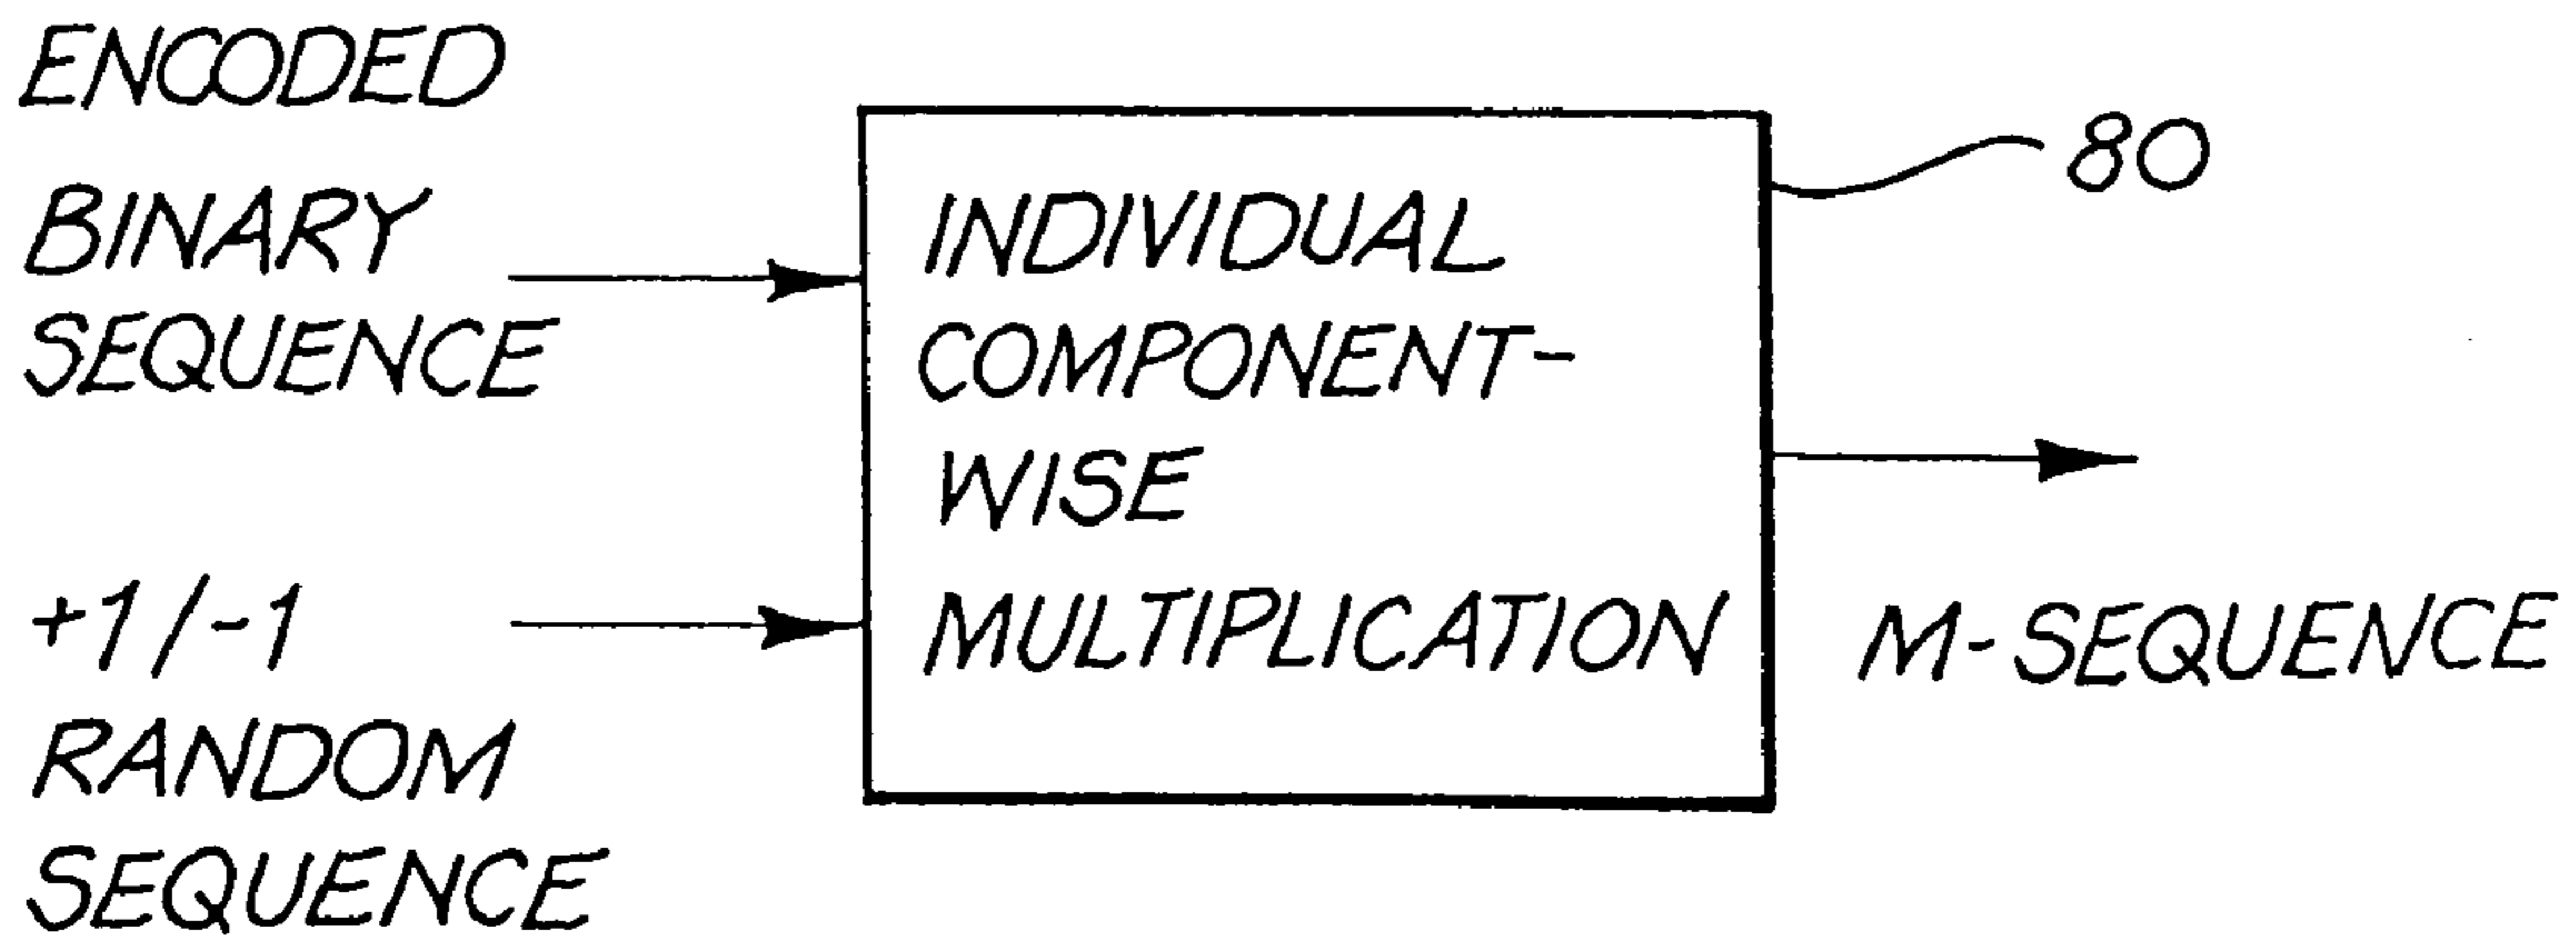 ENCODED
BINARY
SEQUENCE
+1/-1
RANDOM
SEQUENCE
INDIVIDUAL
COMPONENT-
WISE
MULTIPLICATION
80
M-SEQUENCE